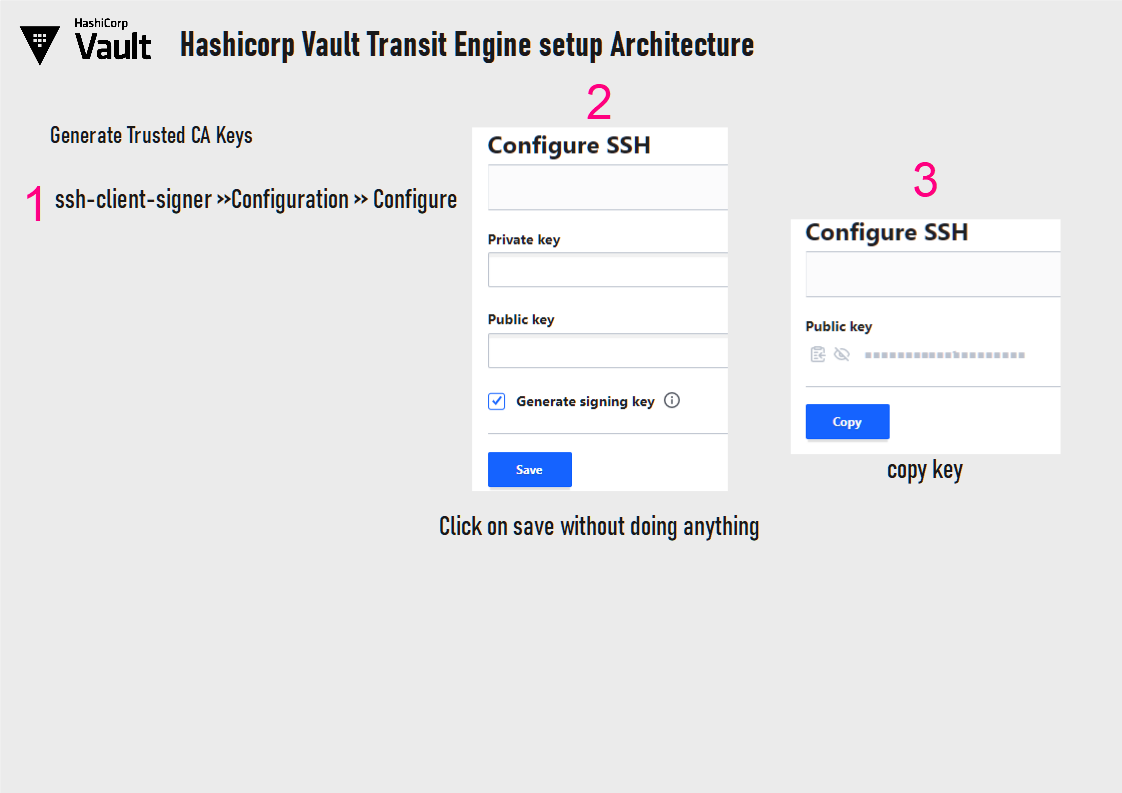 HashiCorp
Vault
Hashicorp Vault Transit Engine setup Architecture
Generate Trusted CA Keys
1
ssh-client-signer >>Configuration >> Configure
2
Configure SSH
Private key
Public key
Generate signing key
Save
Click on save without doing anything
3
Configure SSH
Public key
Copy
copy key